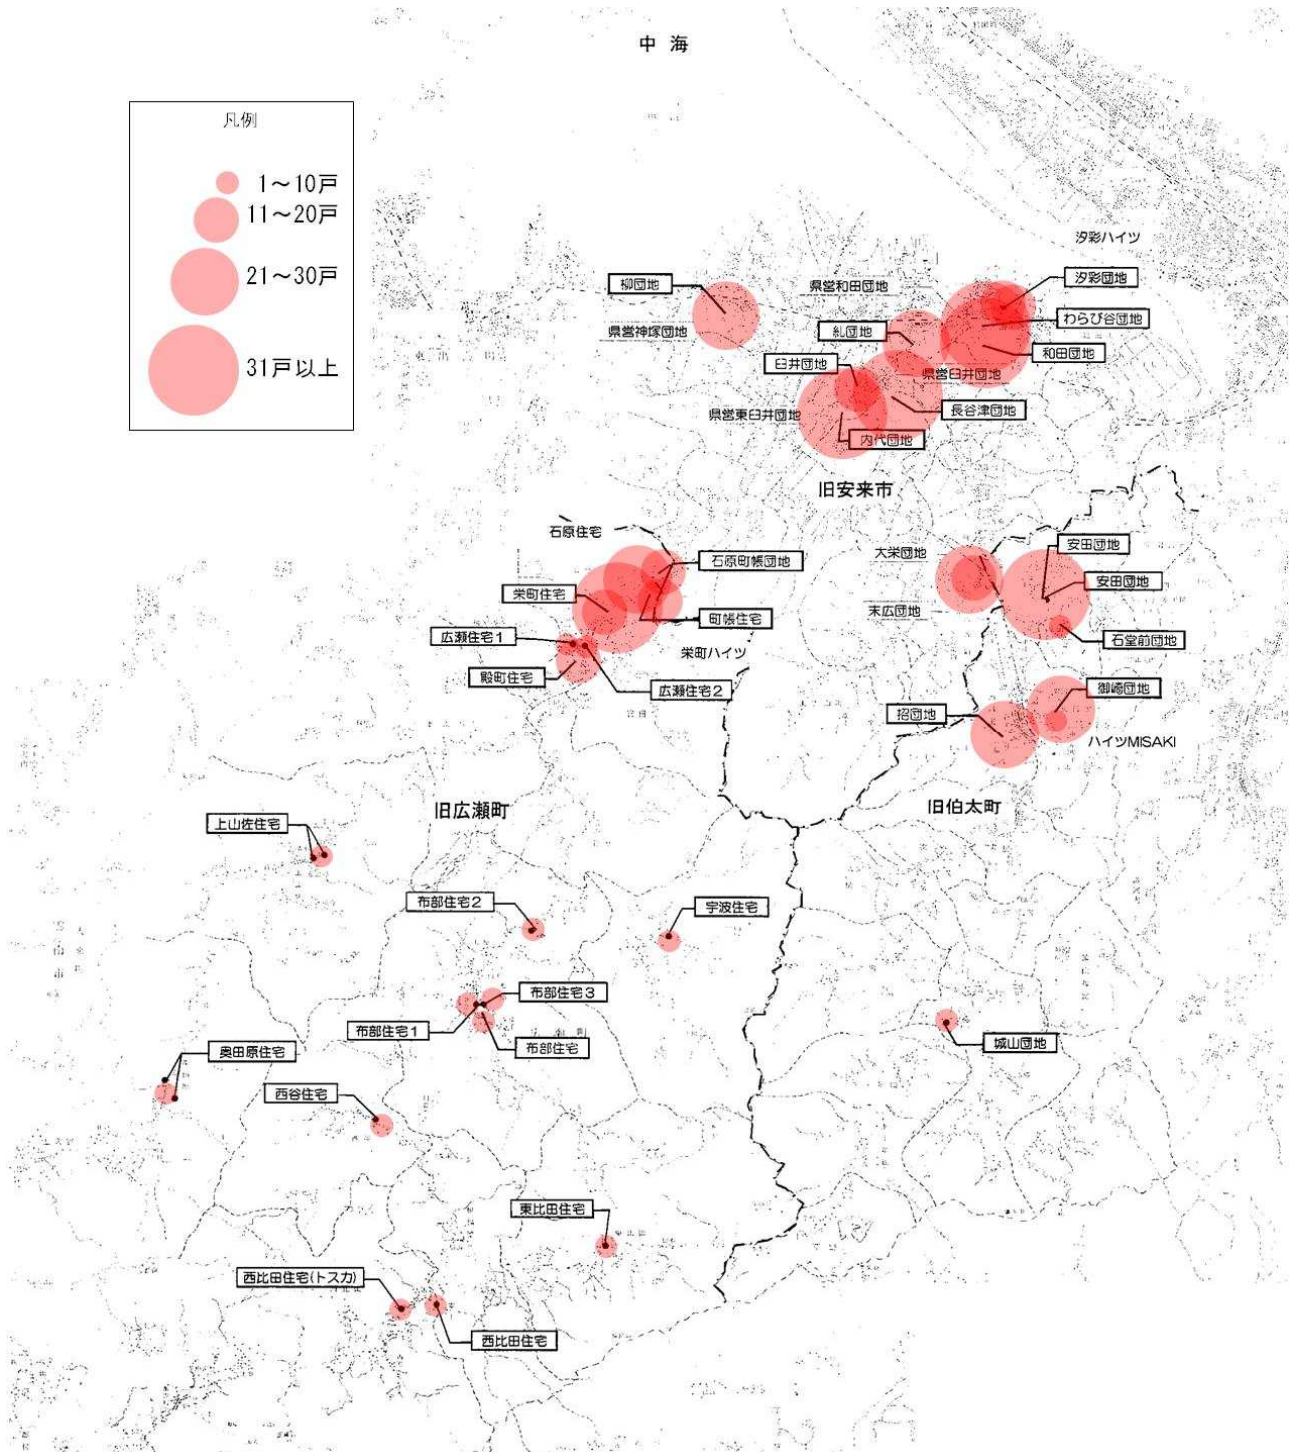 中 海
凡例
1～10戸
11～20戸
21～30戸
31戸以上
汐彩ハイツ
汐彩団地
柳団地
県営和田団地
わらび谷団地
県営神塚団地
糺団地
和田団地
臼井団地
県営臼井団地
長谷津団地
県営東臼井団地
内代団地
旧安来市
石原住宅
安田団地
大栄団地
石原町帳団地
安田団地
栄町住宅
末広団地
町帳住宅
石堂前団地
広瀬住宅1
栄町ハイツ
殿町住宅
広瀬住宅2
御崎団地
招団地
ハイツMISAKI
旧広瀬町
旧伯太町
上山佐住宅
布部住宅2
宇波住宅
布部住宅3
布部住宅1
布部住宅
城山団地
奥田原住宅
西谷住宅
東比田住宅
西比田住宅(トスカ)
西比田住宅